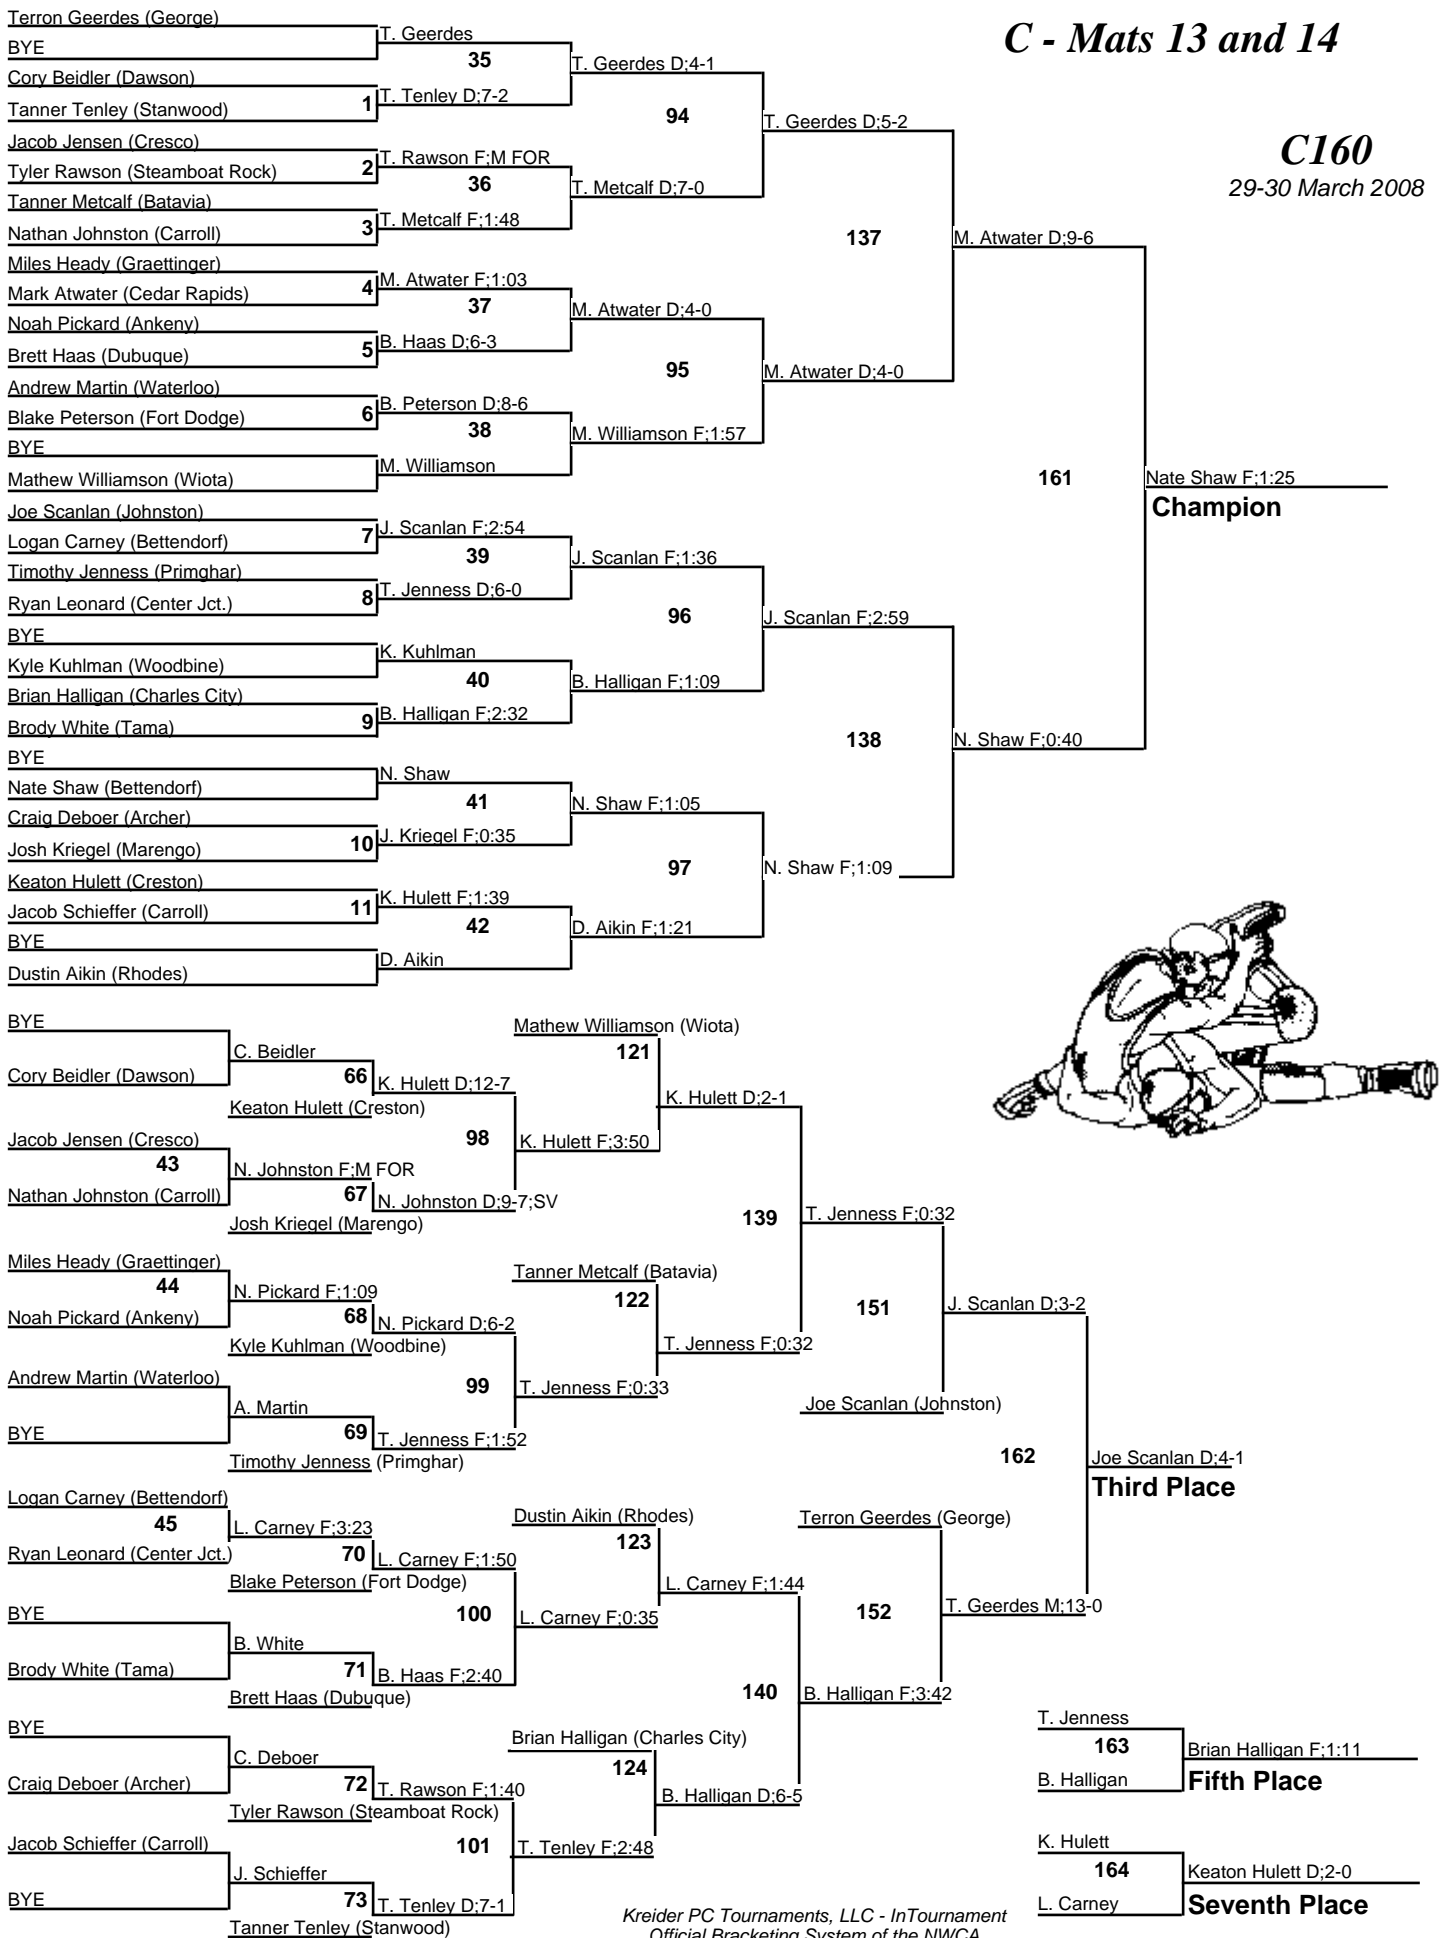 C - Mats 13 and 14
C160
29-30 March 2008
Terron Geerdes (George)
BYE
Cory Beidler (Dawson)
Tanner Tenley (Stanwood)
1
Jacob Jensen (Cresco)
Tyler Rawson (Steamboat Rock)
2
Tanner Metcalf (Batavia)
Nathan Johnston (Carroll)
3
Miles Heady (Graettinger)
Mark Atwater (Cedar Rapids)
4
Noah Pickard (Ankeny)
Brett Haas (Dubuque)
5
Andrew Martin (Waterloo)
Blake Peterson (Fort Dodge)
6
BYE
Mathew Williamson (Wiota)
Joe Scanlan (Johnston)
Logan Carney (Bettendorf)
7
Timothy Jenness (Primghar)
Ryan Leonard (Center Jct.)
8
BYE
Kyle Kuhlman (Woodbine)
Brian Halligan (Charles City)
Brody White (Tama)
9
BYE
Nate Shaw (Bettendorf)
Craig Deboer (Archer)
Josh Kriegel (Marengo)
10
Keaton Hulett (Creston)
Jacob Schieffer (Carroll)
11
BYE
Dustin Aikin (Rhodes)
T. Geerdes
35
T. Tenley D;7-2
T. Rawson F;M FOR
36
T. Metcalf F;1:48
M. Atwater F;1:03
37
B. Haas D;6-3
B. Peterson D;8-6
38
M. Williamson
J. Scanlan F;2:54
39
T. Jenness D;6-0
K. Kuhlman
40
B. Halligan F;2:32
N. Shaw
41
J. Kriegel F;0:35
K. Hulett F;1:39
42
D. Aikin
T. Geerdes D;4-1
94
T. Metcalf D;7-0
M. Atwater D;4-0
95
M. Williamson F;1:57
J. Scanlan F;1:36
96
B. Halligan F;1:09
N. Shaw F;1:05
97
D. Aikin F;1:21
T. Geerdes D;5-2
137
M. Atwater D;4-0
J. Scanlan F;2:59
138
N. Shaw F;1:09
M. Atwater D;9-6
161
N. Shaw F;0:40
Nate Shaw F;1:25
Champion
BYE
Cory Beidler (Dawson)
Jacob Jensen (Cresco)
43
Nathan Johnston (Carroll)
Miles Heady (Graettinger)
44
Noah Pickard (Ankeny)
Andrew Martin (Waterloo)
BYE
Logan Carney (Bettendorf)
45
Ryan Leonard (Center Jct.)
BYE
Brody White (Tama)
BYE
Craig Deboer (Archer)
Jacob Schieffer (Carroll)
BYE
C. Beidler
66
Keaton Hulett (Creston)
N. Johnston F;M FOR
67
Josh Kriegel (Marengo)
N. Pickard F;1:09
68
Kyle Kuhlman (Woodbine)
A. Martin
69
Timothy Jenness (Primghar)
L. Carney F;3:23
70
Blake Peterson (Fort Dodge)
B. White
71
Brett Haas (Dubuque)
C. Deboer
72
Tyler Rawson (Steamboat Rock)
J. Schieffer
73
Tanner Tenley (Stanwood)
K. Hulett D;12-7
98
N. Johnston D;9-7;SV
N. Pickard D;6-2
99
T. Jenness F;1:52
L. Carney F;1:50
100
B. Haas F;2:40
T. Rawson F;1:40
101
T. Tenley D;7-1
Mathew Williamson (Wiota)
121
K. Hulett F;3:50
Tanner Metcalf (Batavia)
122
T. Jenness F;0:33
Dustin Aikin (Rhodes)
123
L. Carney F;0:35
Brian Halligan (Charles City)
124
T. Tenley F;2:48
K. Hulett D;2-1
139
T. Jenness F;0:32
L. Carney F;1:44
140
B. Halligan D;6-5
T. Jenness F;0:32
151
Joe Scanlan (Johnston)
Terron Geerdes (George)
152
B. Halligan F;3:42
J. Scanlan D;3-2
162
T. Geerdes M;13-0
Joe Scanlan D;4-1
Third Place
T. Jenness
163
B. Halligan
Brian Halligan F;1:11
Fifth Place
K. Hulett
164
L. Carney
Keaton Hulett D;2-0
Seventh Place
Kreider PC Tournaments, LLC - InTournament
Official Bracketing System of the NWCA